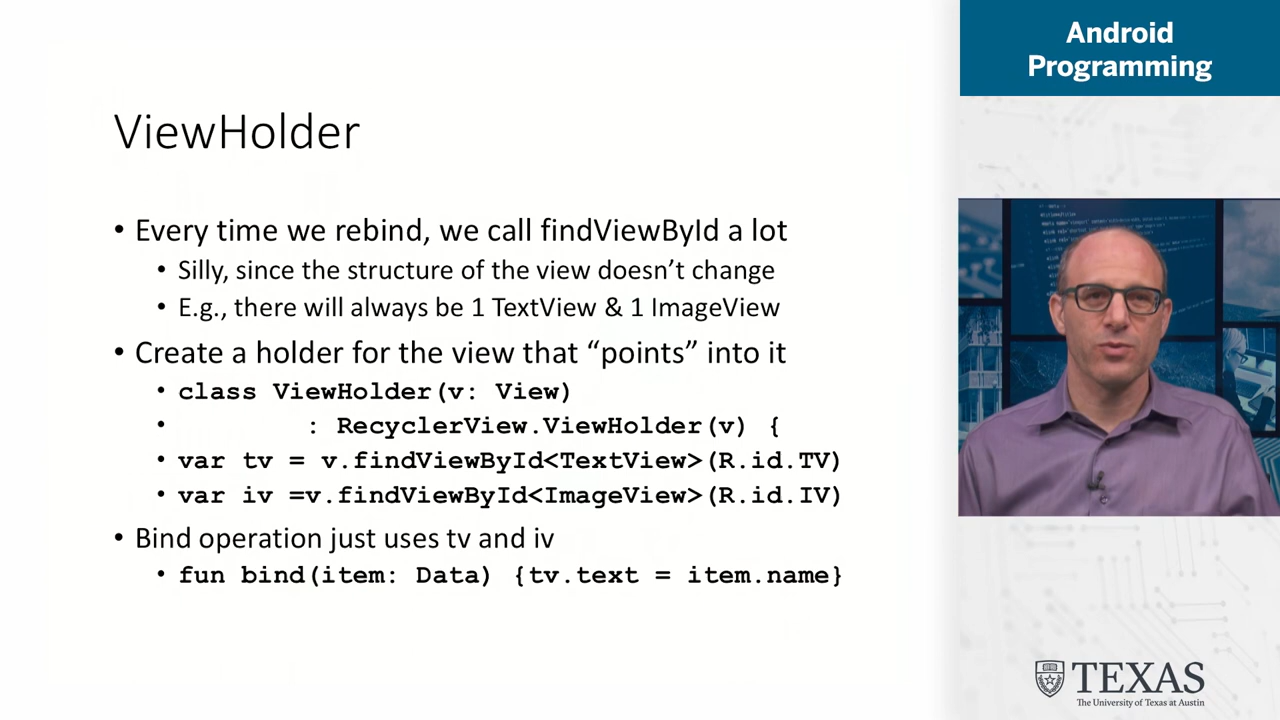 Android
Programming
ViewHolder
• Every time we rebind, we call findViewById a lot
• Silly, since the structure of the view doesn’t change
• E.g., there will always be 1 TextView & 1 ImageView
• Create a holder for the view that “points” into it
• class ViewHolder(v: View)
• : RecyclerView.ViewHolder(v) {
• var tv = v.findViewById<TextView>(R.id.TV)
• var iv =v.findViewById<ImageView>(R.id.IV)
• Bind operation just uses tv and iv
• fun bind(item: Data) {tv.text = item.name}
TEXAS
The University of Texas at Austin